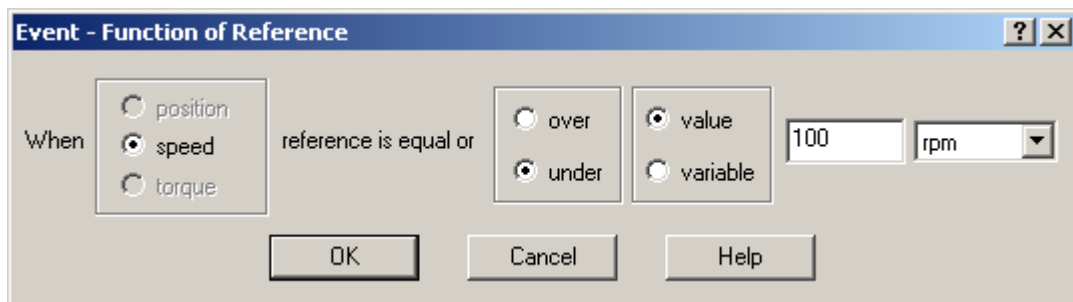 Event - Function of Reference
When
position
speed
torque
reference is equal or
over
under
value
variable
100
rpm
OK
Cancel
Help